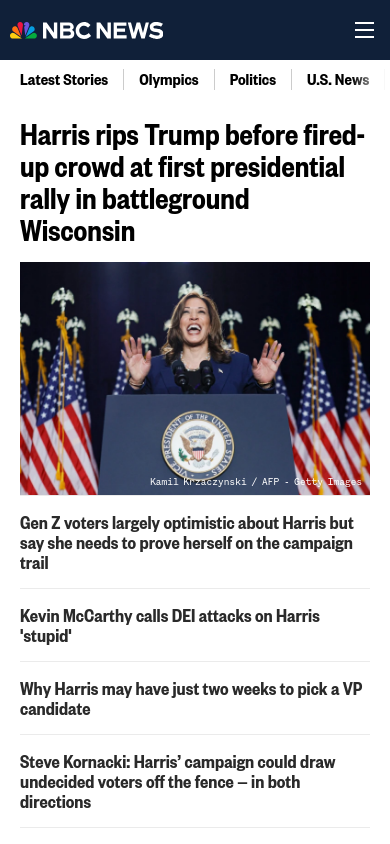 NBC NEWS
Latest Stories
Olympics
Politics
U.S. News
Harris rips Trump before fired-
up crowd at first presidential
rally in battleground
Wisconsin
VICE PRESIDENT
Kamil Krzaczynski / AFP - Getty Images
Gen Z voters largely optimistic about Harris but
say she needs to prove herself on the campaign
trail
Kevin McCarthy calls DEI attacks on Harris
'stupid'
Why Harris may have just two weeks to pick a VP
candidate
Steve Kornacki: Harris’ campaign could draw
undecided voters off the fence — in both
directions